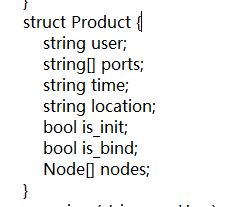 }
struct Product {
string user;
string[] ports;
string time;
string location;
bool is_init;
bool is_bind;
Node[] nodes;
}